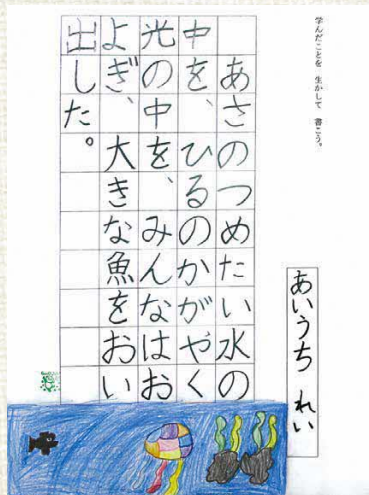 学んだことを 生かして 書こう。
あいうち れい
あさのつめたい水の
中を、ひるのかがやく
光の中を、みんなはお
よぎ、大きな魚をおい
出した。